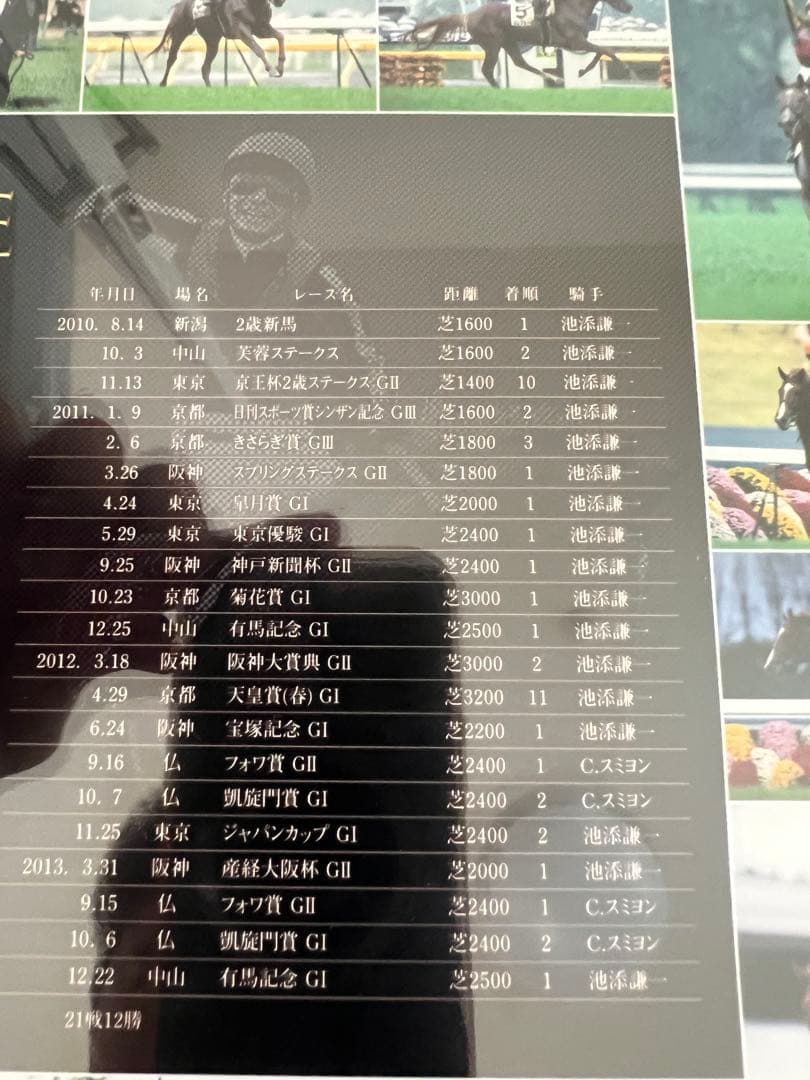 年月日 場名 レース名 距離 着順 騎手
2010. 8.14 新潟 2歳新馬 芝1600 1 池添謙一
10. 3 中山 芙蓉ステークス 芝1600 2 池添謙一
11.13 東京 京王杯2歳ステークス GII 芝1400 10 池添謙一
2011. 1. 9 京都 日刊スポーツ賞シンザン記念 GIII 芝1600 2 池添謙一
2. 6 京都 きさらぎ賞 GIII 芝1800 3 池添謙一
3.26 阪神 スプリングステークス GII 芝1800 1 池添謙一
4.24 東京 皐月賞 GI 芝2000 1 池添謙一
5.29 東京 東京優駿 GI 芝2400 1 池添謙一
9.25 阪神 神戸新聞杯 GII 芝2400 1 池添謙一
10.23 京都 菊花賞 GI 芝3000 1 池添謙一
12.25 中山 有馬記念 GI 芝2500 1 池添謙一
2012. 3.18 阪神 阪神大賞典 GII 芝3000 2 池添謙一
4.29 京都 天皇賞(春) GI 芝3200 11 池添謙一
6.24 阪神 宝塚記念 GI 芝2200 1 池添謙一
9.16 仏 フォワ賞 GII 芝2400 1 C.スミヨン
10. 7 仏 凱旋門賞 GI 芝2400 2 C.スミヨン
11.25 東京 ジャパンカップ GI 芝2400 2 池添謙一
2013. 3.31 阪神 産経大阪杯 GII 芝2000 1 池添謙一
9.15 仏 フォワ賞 GII 芝2400 1 C.スミヨン
10. 6 仏 凱旋門賞 GI 芝2400 2 C.スミヨン
12.22 中山 有馬記念 GI 芝2500 1 池添謙一
21戦12勝